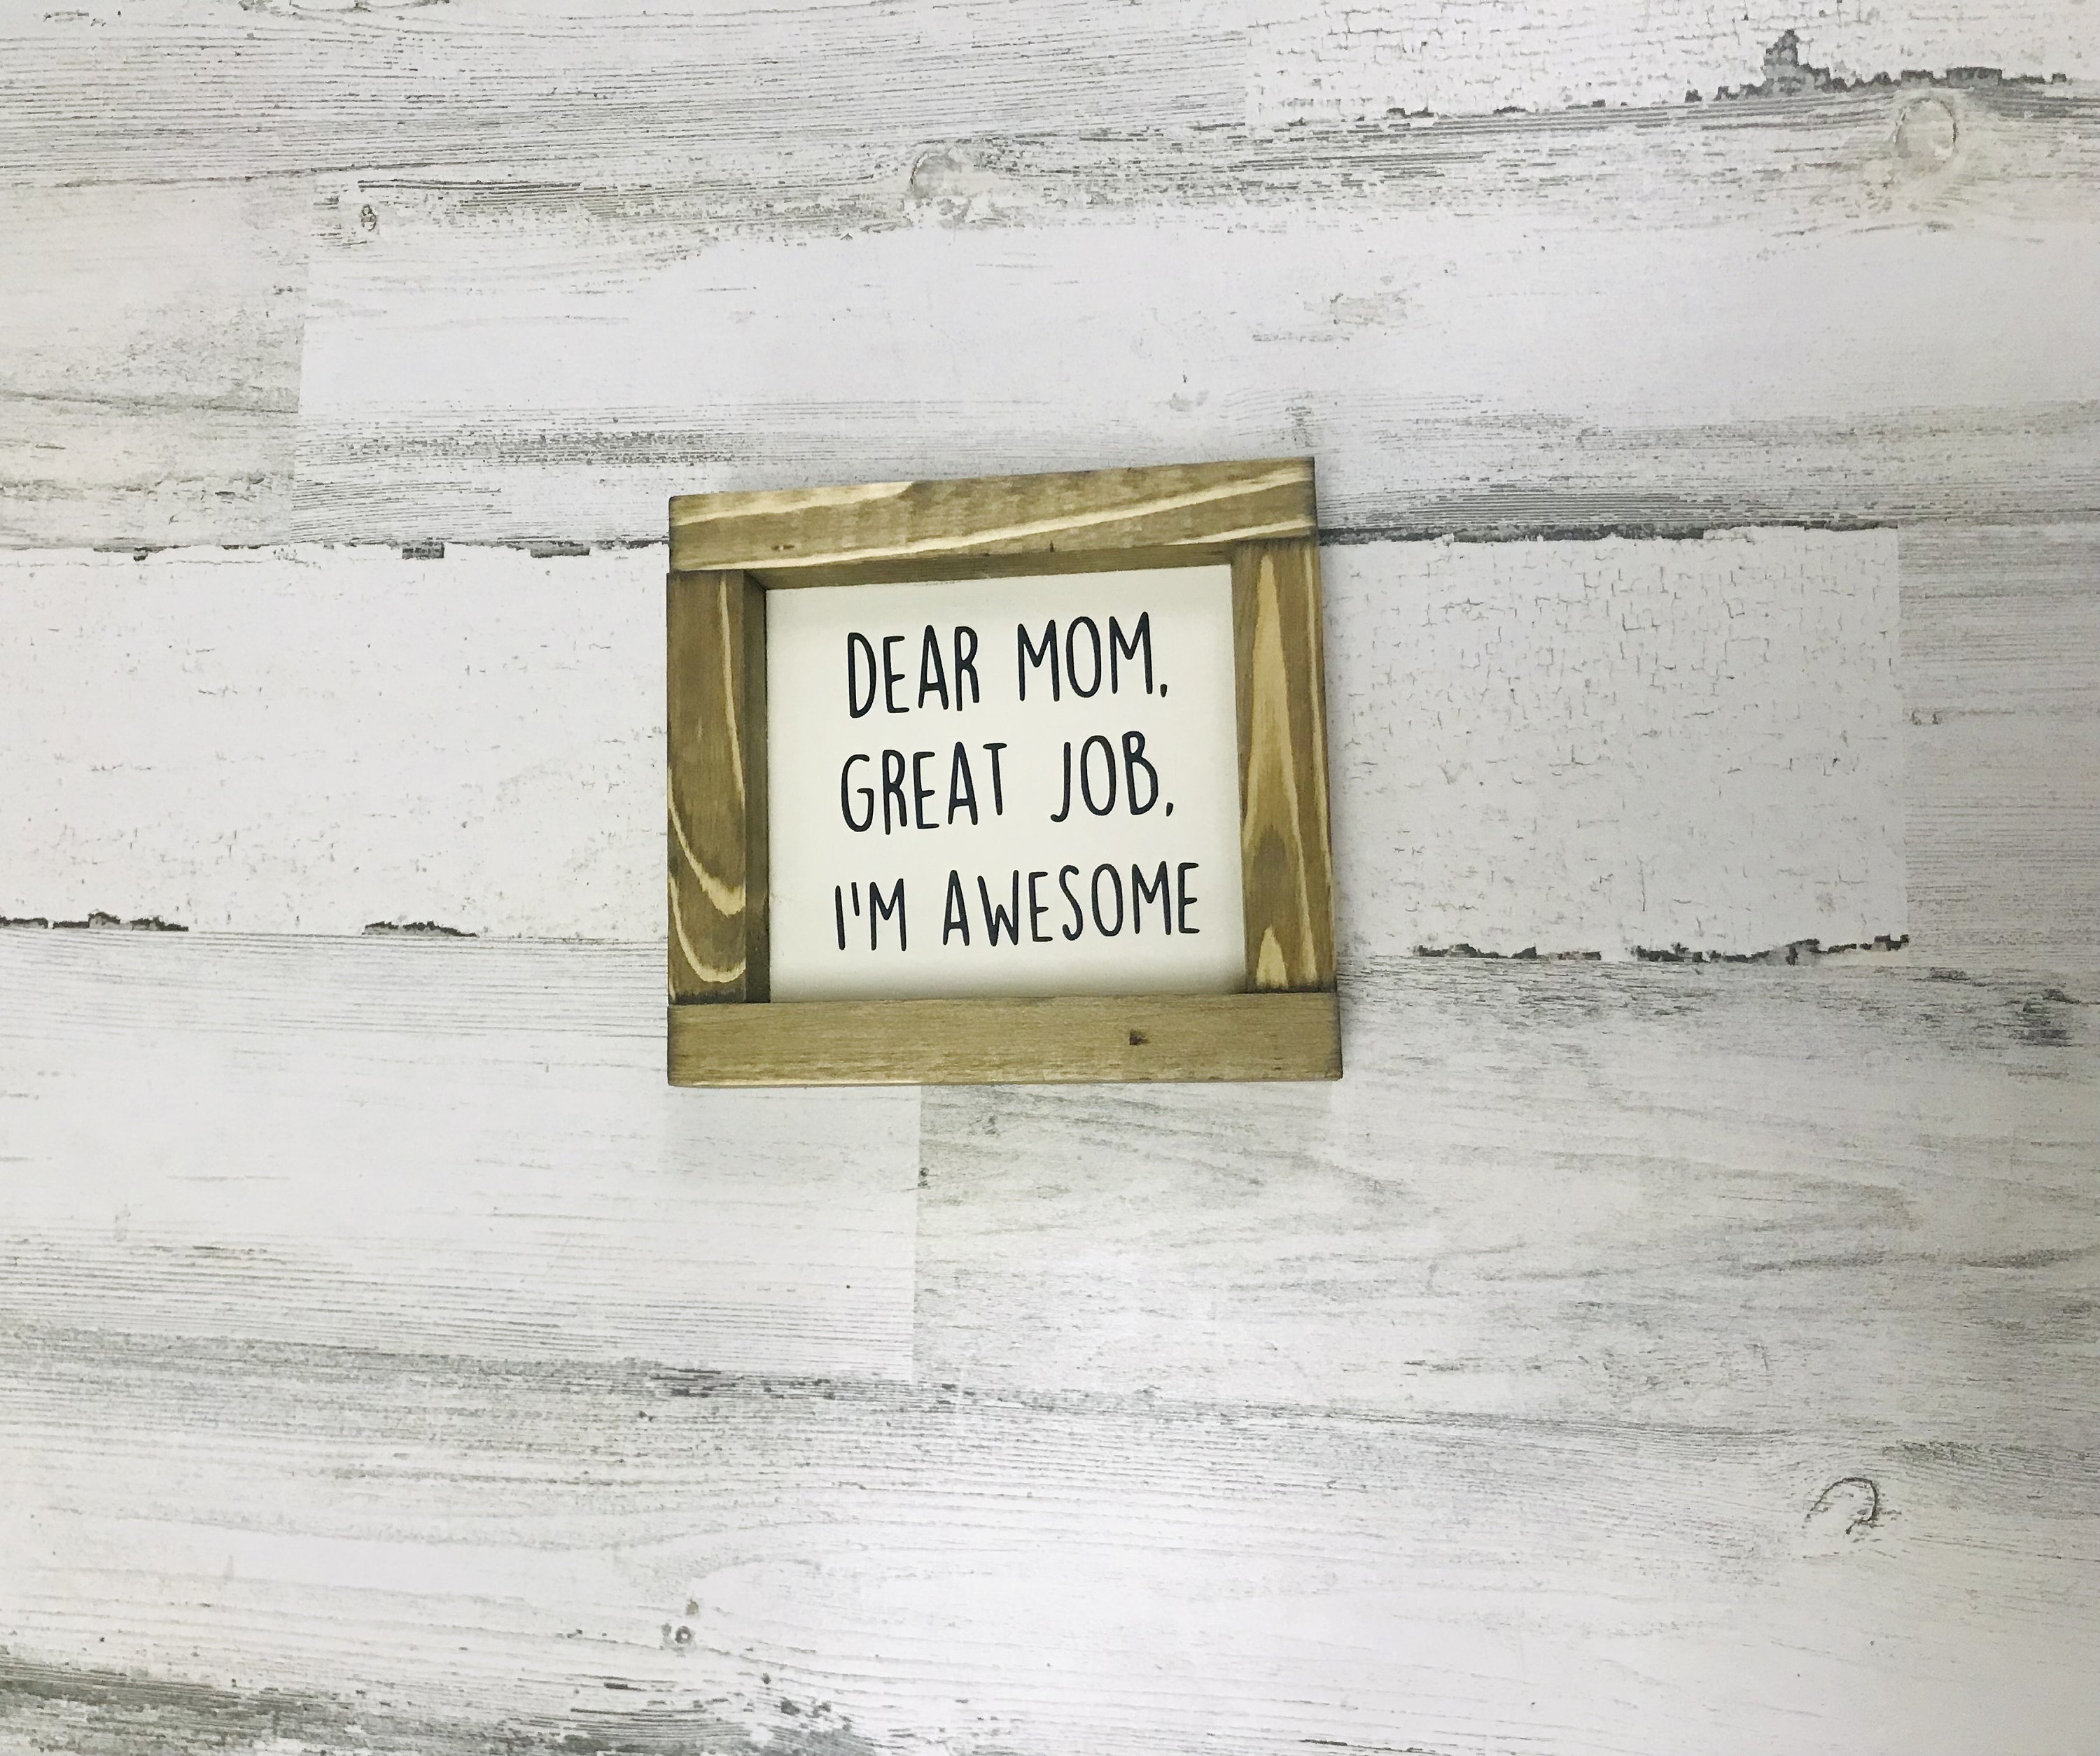 DEAR MOM,
GREAT JOB,
I'M AWESOME